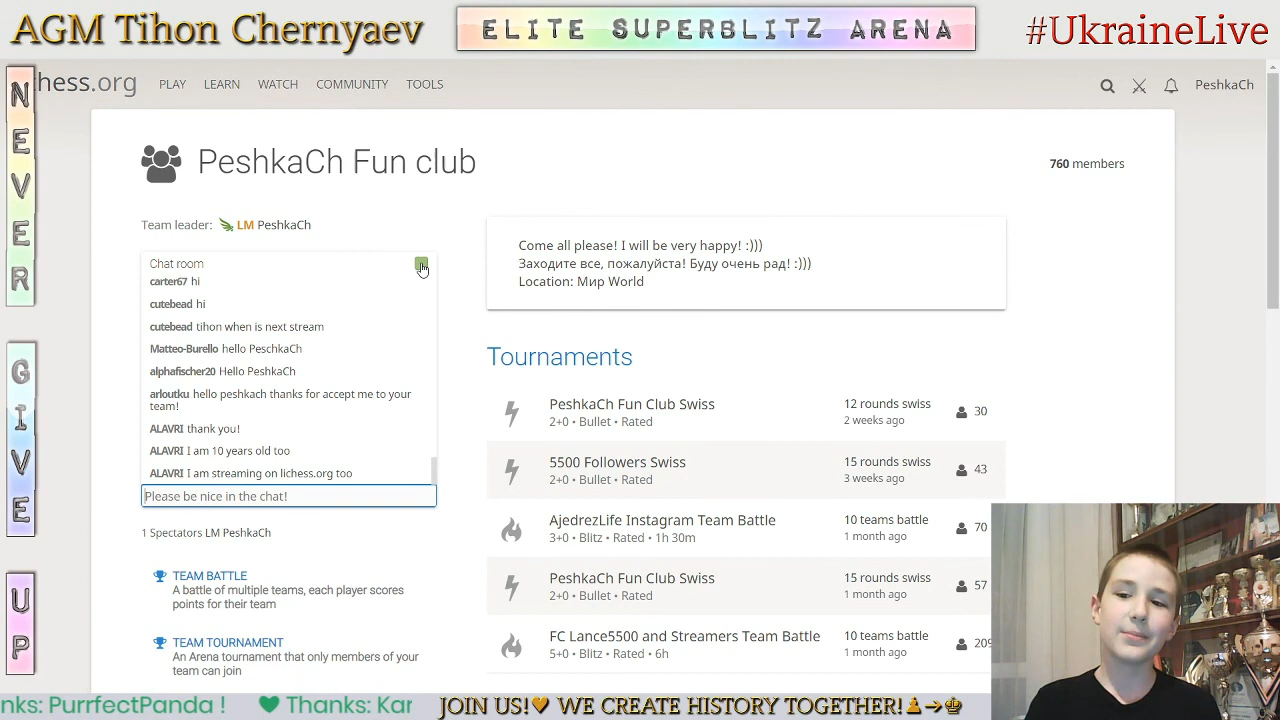 AGM Tihon Chernyaev
ELITE SUPERBLITZ ARENA
#UkraineLive
NEVER
GIVE
UP
hess.org
PLAY
LEARN
WATCH
COMMUNITY
TOOLS
PeshkaCh
PeshkaCh Fun club
760 members
Team leader: LM PeshkaCh
Chat room
carter67 hi
cutebead hi
cutebead tihon when is next stream
Matteo-Burello hello PeschkaCh
alphafischer20 Hello PeshkaCh
arloutku hello peshkach thanks for accept me to your
team!
ALAVRI thank you!
ALAVRI I am 10 years old too
ALAVRI I am streaming on lichess.org too
Please be nice in the chat!
1 Spectators LM PeshkaCh
TEAM BATTLE
A battle of multiple teams, each player scores
points for their team
TEAM TOURNAMENT
An Arena tournament that only members of your
team can join
Come all please! I will be very happy! :)))
Заходите все, пожалуйста! Буду очень рад! :)))
Location: Мир World
Tournaments
PeshkaCh Fun Club Swiss
2+0 • Bullet • Rated
12 rounds swiss
2 weeks ago
30
5500 Followers Swiss
2+0 • Bullet • Rated
15 rounds swiss
3 weeks ago
43
AjedrezLife Instagram Team Battle
3+0 • Blitz • Rated • 1h 30m
10 teams battle
1 month ago
70
PeshkaCh Fun Club Swiss
2+0 • Bullet • Rated
15 rounds swiss
1 month ago
57
FC Lance5500 and Streamers Team Battle
5+0 • Blitz • Rated • 6h
10 teams battle
1 month ago
nks: PurrfectPanda ! Thanks: Kar
JOIN US! WE CREATE HISTORY TOGETHER!